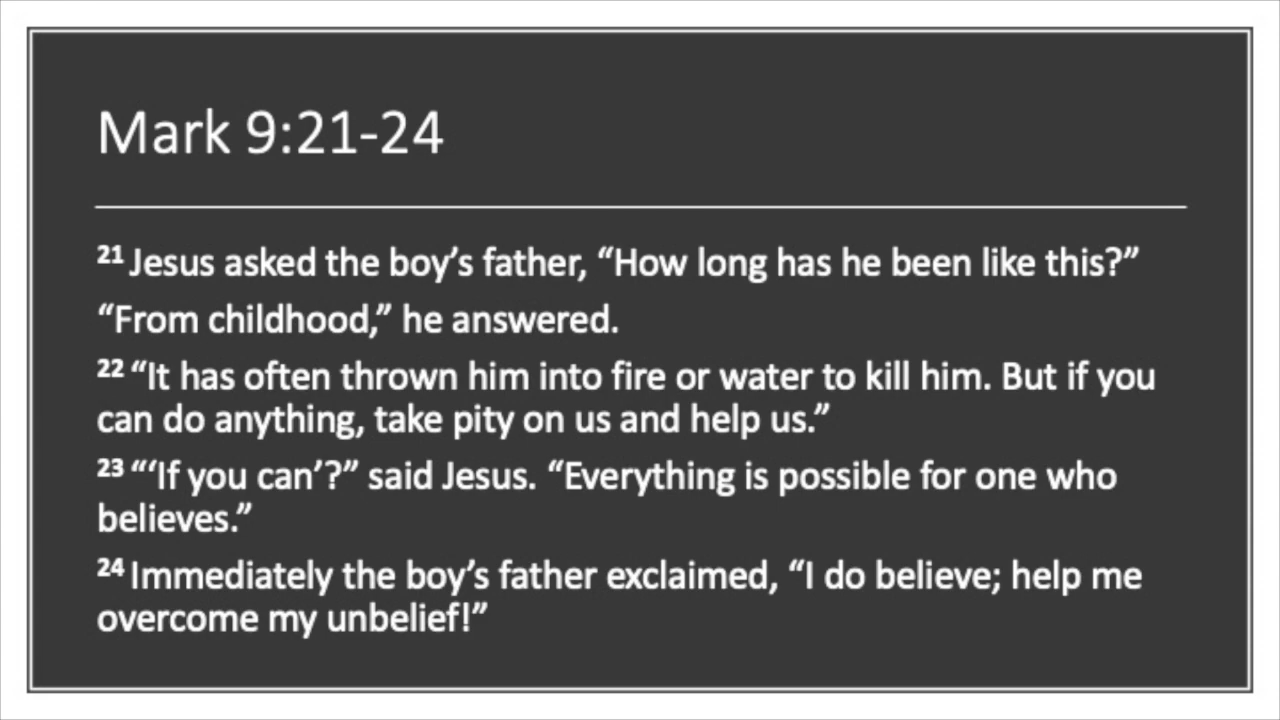 Mark 9:21-24
21 Jesus asked the boy’s father, “How long has he been like this?”
“From childhood,” he answered.
22 “It has often thrown him into fire or water to kill him. But if you
can do anything, take pity on us and help us.”
23 “‘If you can’?” said Jesus. “Everything is possible for one who
believes.”
24 Immediately the boy’s father exclaimed, “I do believe; help me
overcome my unbelief!”